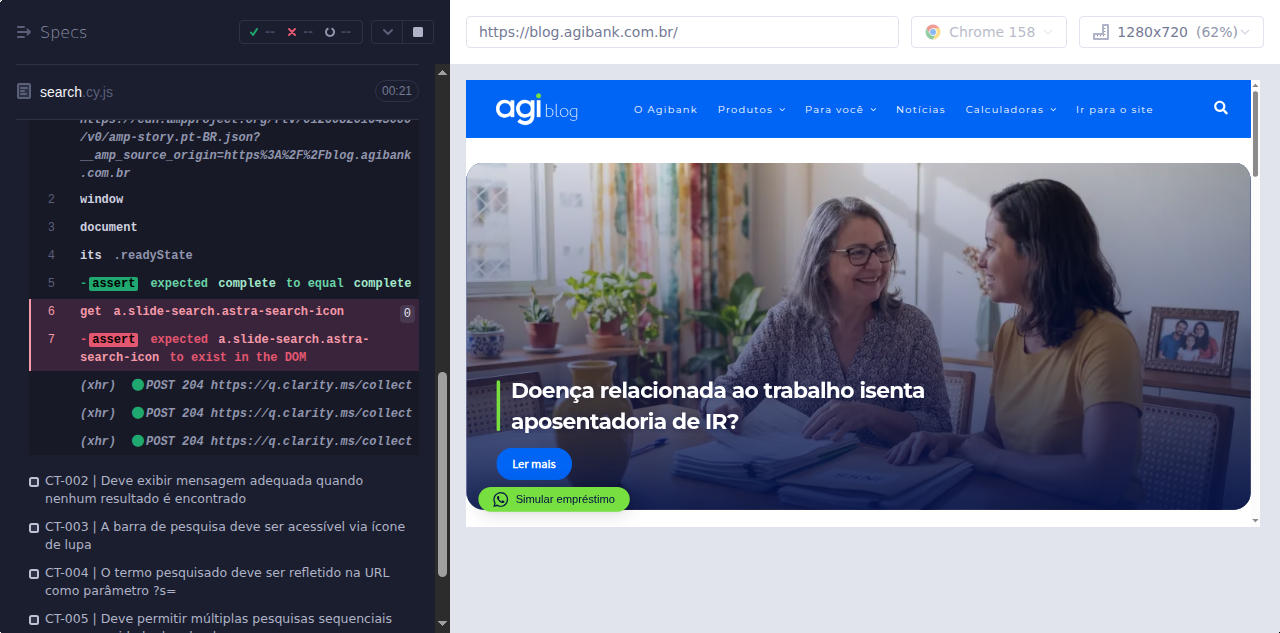 Specs
-- -- --
https://blog.agibank.com.br/
Chrome 158
1280x720 (62%)
search.cy.js
00:21
/v0/amp-story.pt-BR.json?
__amp_source_origin=https%3A%2F%2Fblog.agibank
.com.br
2 window
3 document
4 its .readyState
5 -assert expected complete to equal complete
6 get a.slide-search.astra-search-icon 0
7 -assert expected a.slide-search.astra-
search-icon to exist in the DOM
(xhr) POST 204 https://q.clarity.ms/collect
(xhr) POST 204 https://q.clarity.ms/collect
(xhr) POST 204 https://q.clarity.ms/collect
CT-002 | Deve exibir mensagem adequada quando
nenhum resultado é encontrado
CT-003 | A barra de pesquisa deve ser acessível via ícone
de lupa
CT-004 | O termo pesquisado deve ser refletido na URL
como parâmetro ?s=
CT-005 | Deve permitir múltiplas pesquisas sequenciais
agi blog
O Agibank Produtos Para você Notícias Calculadoras Ir para o site
Doença relacionada ao trabalho isenta
aposentadoria de IR?
Ler mais
Simular empréstimo